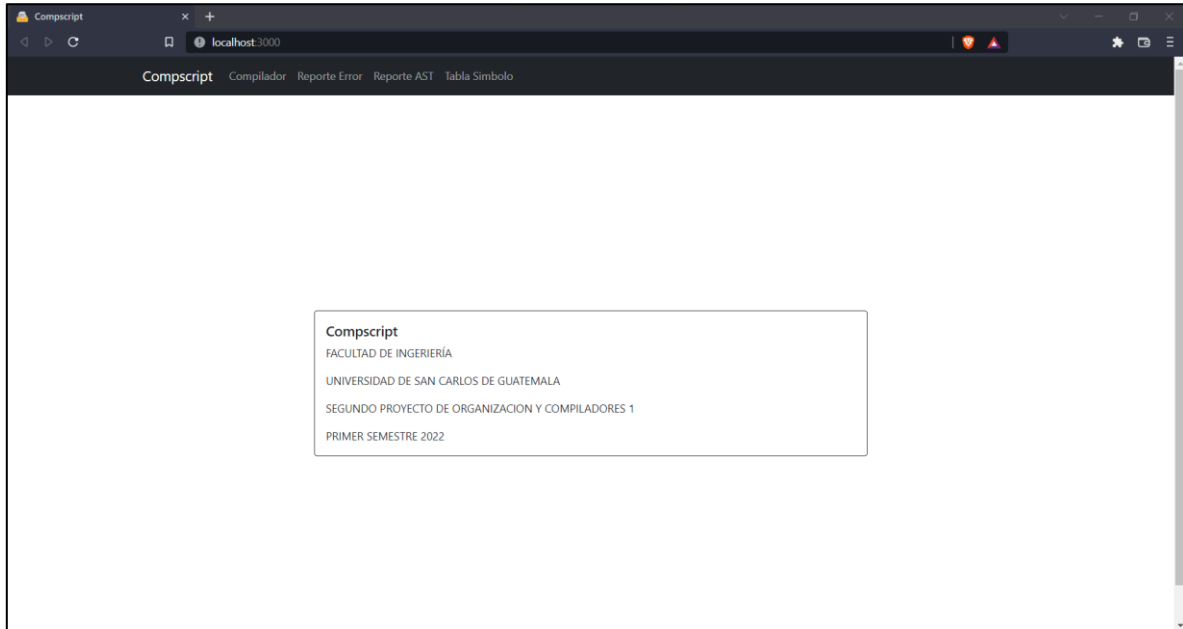 Compscript
localhost:3000
Compscript Compilador Reporte Error Reporte AST Tabla Simbolo
Compscript
FACULTAD DE INGERIERÍA
UNIVERSIDAD DE SAN CARLOS DE GUATEMALA
SEGUNDO PROYECTO DE ORGANIZACION Y COMPILADORES 1
PRIMER SEMESTRE 2022